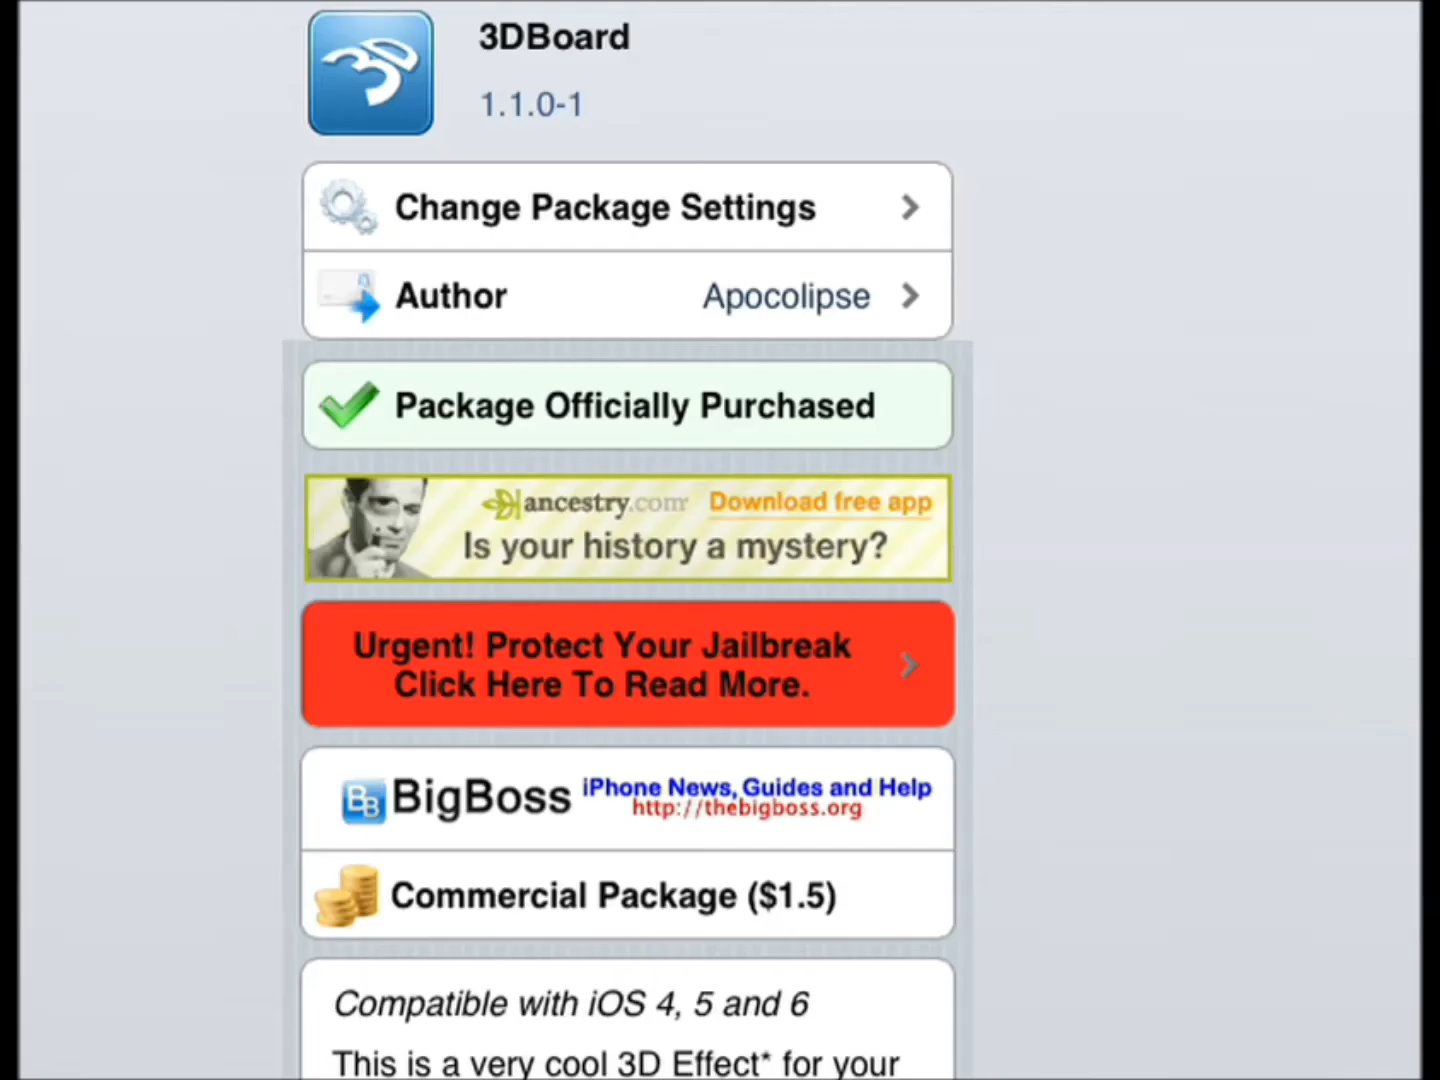 3D
3DBoard
1.1.0-1
Change Package Settings
Author Apocolipse
Package Officially Purchased
ancestry.com Download free app
Is your history a mystery?
Urgent! Protect Your Jailbreak
Click Here To Read More.
BB BigBoss iPhone News, Guides and Help
http://thebigboss.org
Commercial Package ($1.5)
Compatible with iOS 4, 5 and 6
This is a very cool 3D Effect* for your